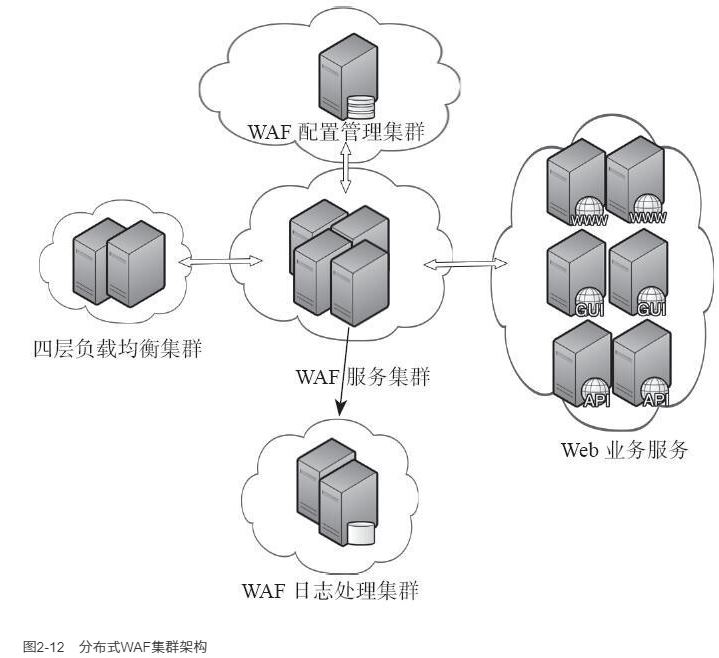 WAF 配置管理集群
WWW WWW
GUi GUi
APi APi
四层负载均衡集群
WAF 服务集群
Web 业务服务
WAF 日志处理集群
图2-12 分布式WAF集群架构